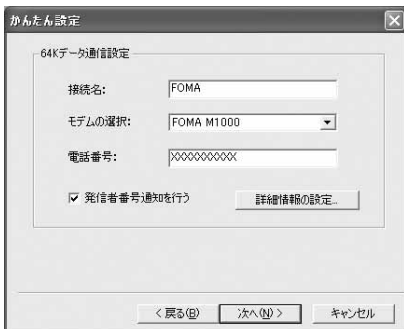 かんたん設定
64Kデータ通信設定
接続名: FOMA
モデムの選択: FOMA M1000
電話番号: XXXXXXXXXX
発信者番号通知を行う 詳細情報の設定...
< 戻る(B) 次へ(N) > キャンセル